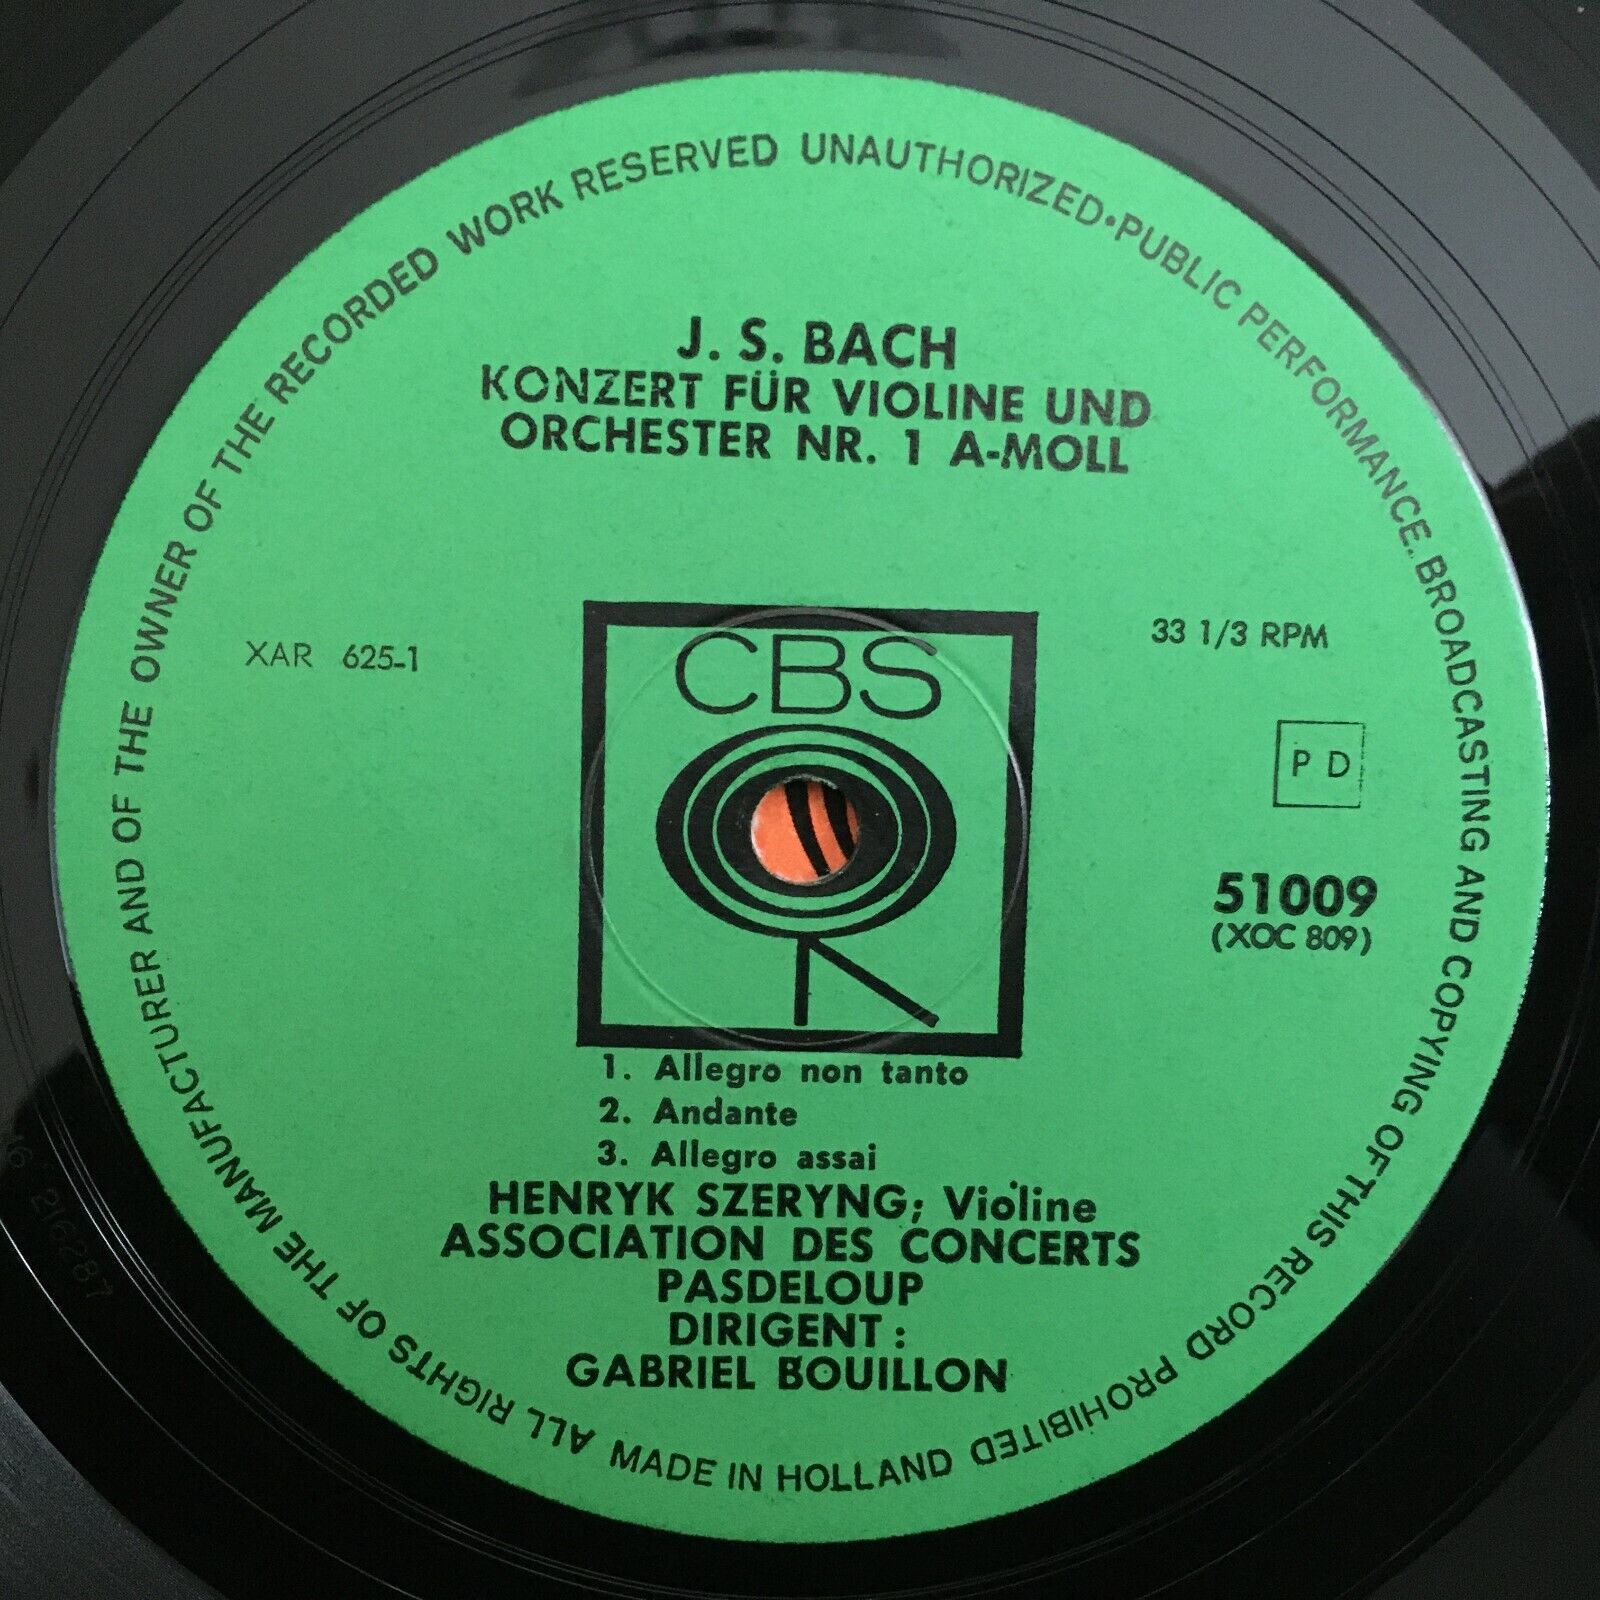 ALL RIGHTS OF THE MANUFACTURER AND OF THE OWNER OF THE RECORDED WORK RESERVED UNAUTHORIZED•PUBLIC PERFORMANCE. BROADCASTING AND COPYING OF THIS RECORD PROHIBITED
J. S. BACH
KONZERT FÜR VIOLINE UND
ORCHESTER NR. 1 A-MOLL
XAR 625-1
CBS
33 1/3 RPM
P D
51009
(XOC 809)
1. Allegro non tanto
2. Andante
3. Allegro assai
HENRYK SZERYNG; Violine
ASSOCIATION DES CONCERTS
PASDELOUP
DIRIGENT:
GABRIEL BOUILLON
MADE IN HOLLAND
216287